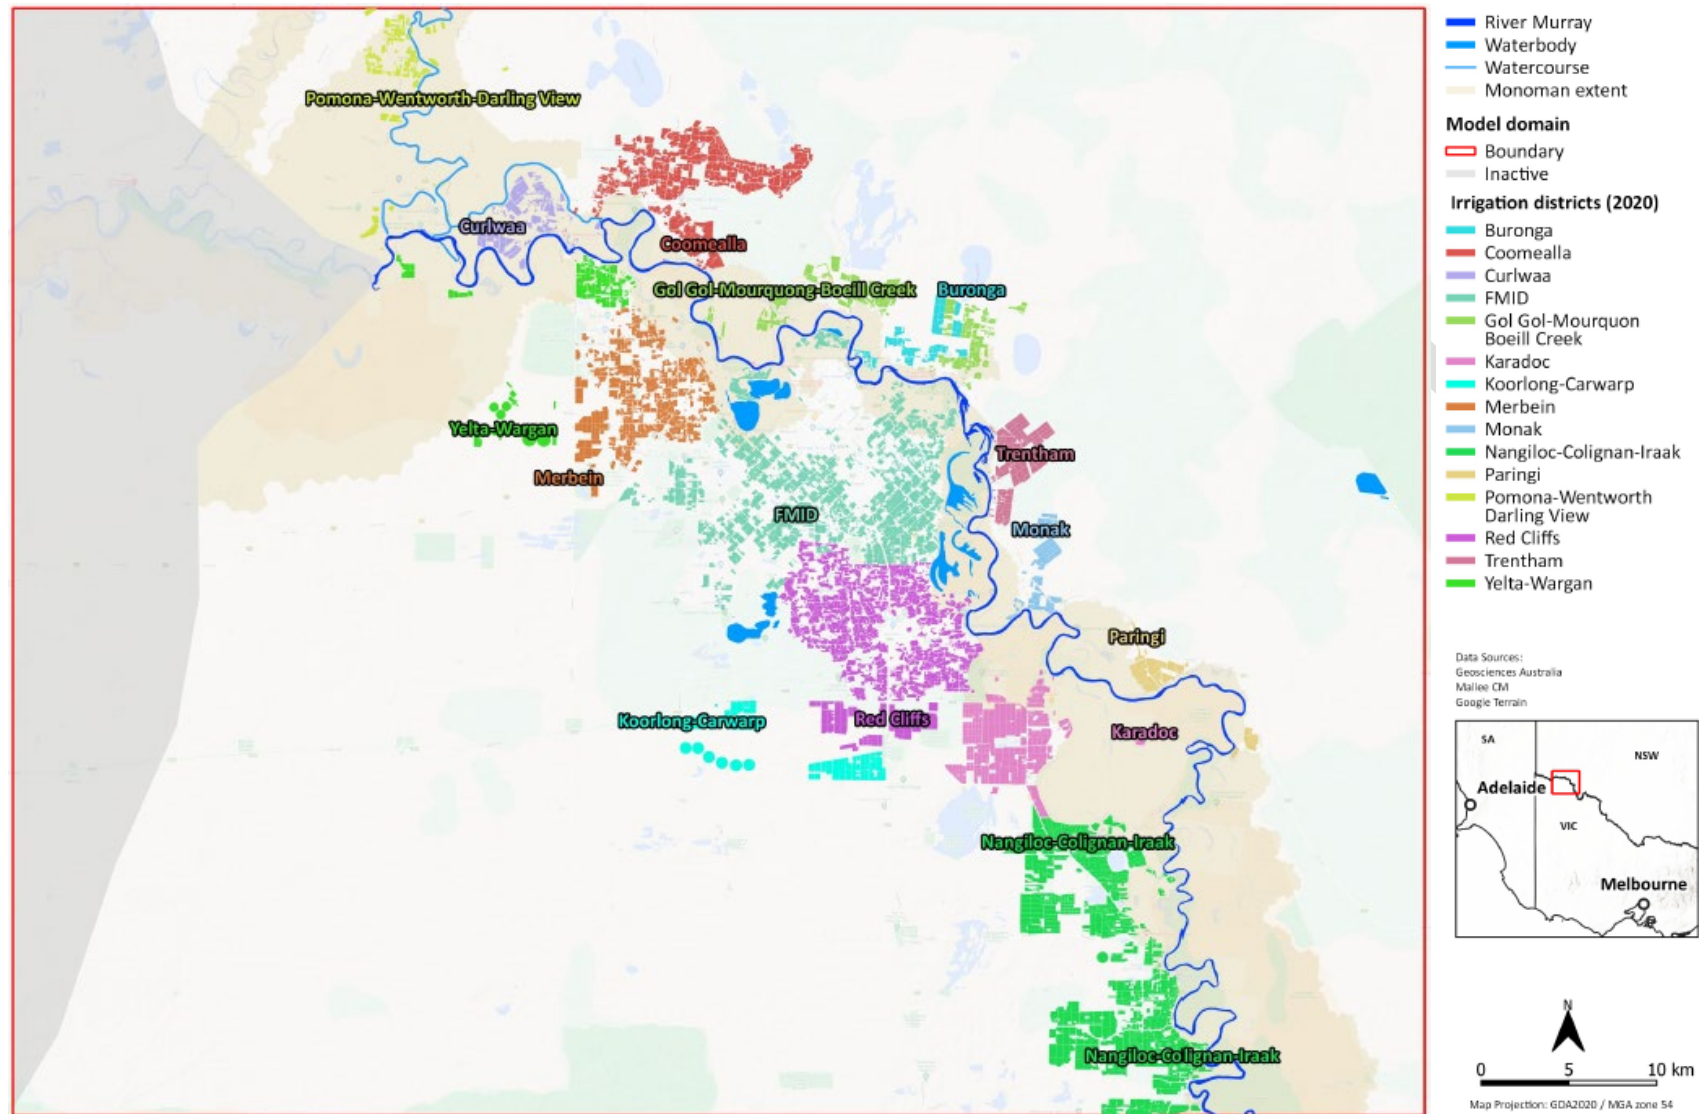 Pomona-Wentworth-Darling View
Curlwaa
Coomealla
Gol Gol-Mourquong-Boeill Creek
Buronga
Yelta-Wargan
Merbein
Trentham
FMID
Monak
Paringi
Koorlong-Carwarp
Red Cliffs
Karadoc
Nangiloc-Colignan-Iraak
Nangiloc-Colignan-Iraak
River Murray
Waterbody
Watercourse
Monoman extent
Model domain
Boundary
Inactive
Irrigation districts (2020)
Buronga
Coomealla
Curlwaa
FMID
Gol Gol-Mourquon
Boeill Creek
Karadoc
Koorlong-Carwarp
Merbein
Monak
Nangiloc-Colignan-Iraak
Paringi
Pomona-Wentworth
Darling View
Red Cliffs
Trentham
Yelta-Wargan
Data Sources:
Geosciences Australia
Mallee CM
Google Terrain
SA
NSW
Adelaide
VIC
Melbourne
N
0 5 10 km
Map Projection: GDA2020 / MGA zone 54